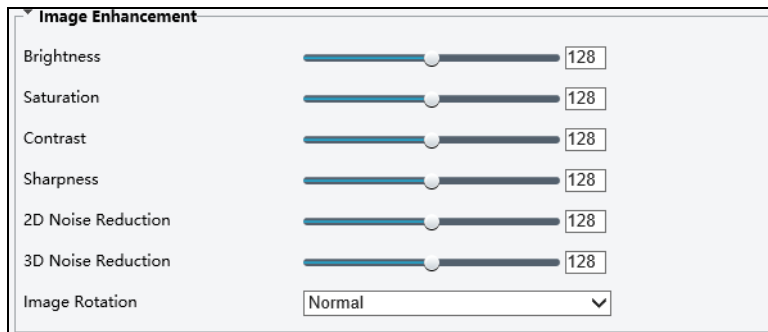 Image Enhancement
Brightness 128
Saturation 128
Contrast 128
Sharpness 128
2D Noise Reduction 128
3D Noise Reduction 128
Image Rotation Normal